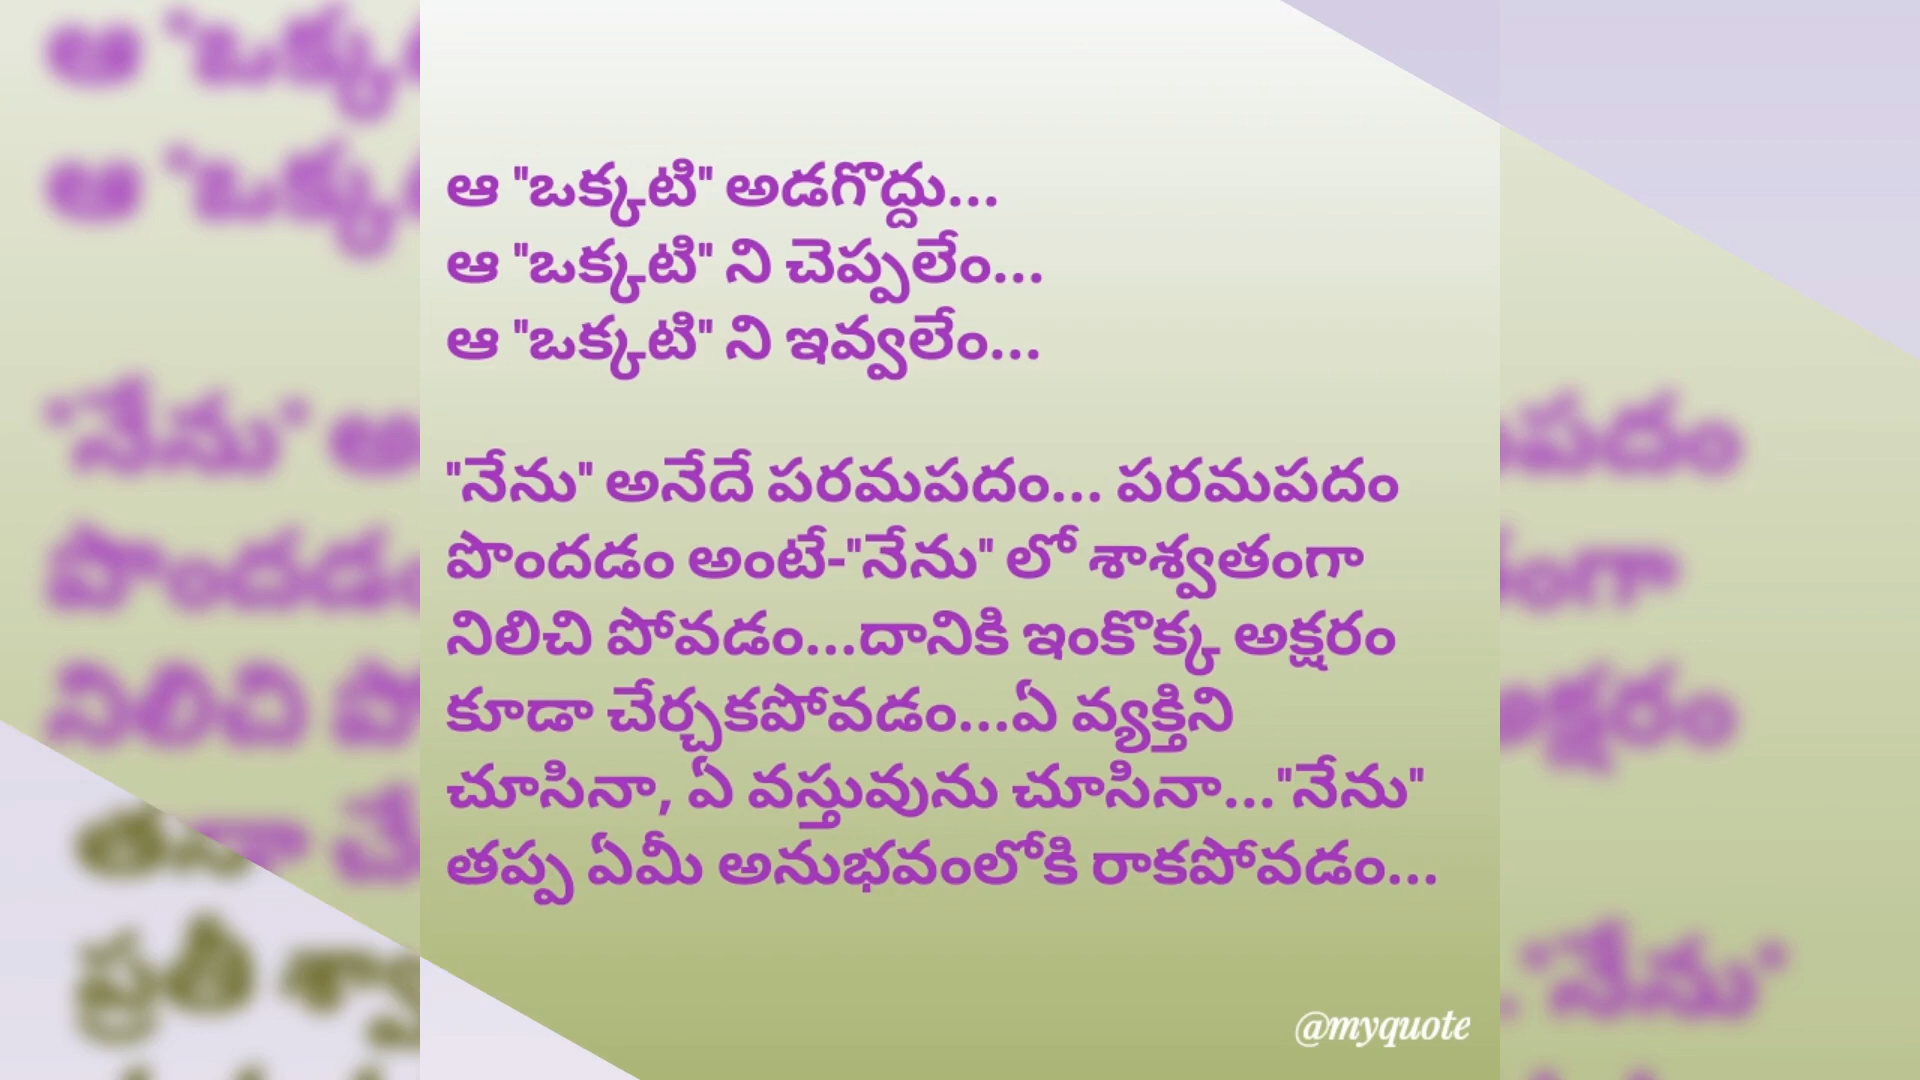 ఆ "ఒక్కటి" అడగొద్దు...
ఆ "ఒక్కటి" ని చెప్పలేం...
ఆ "ఒక్కటి" ని ఇవ్వలేం...
"నేను" అనేదే పరమపదం... పరమపదం
పొందడం అంటే-"నేను" లో శాశ్వతంగా
నిలిచి పోవడం...దానికి ఇంకొక్క అక్షరం
కూడా చేర్చకపోవడం...ఏ వ్యక్తిని
చూసినా, ఏ వస్తువును చూసినా..."నేను"
తప్ప ఏమీ అనుభవంలోకి రాకపోవడం...
@myquote